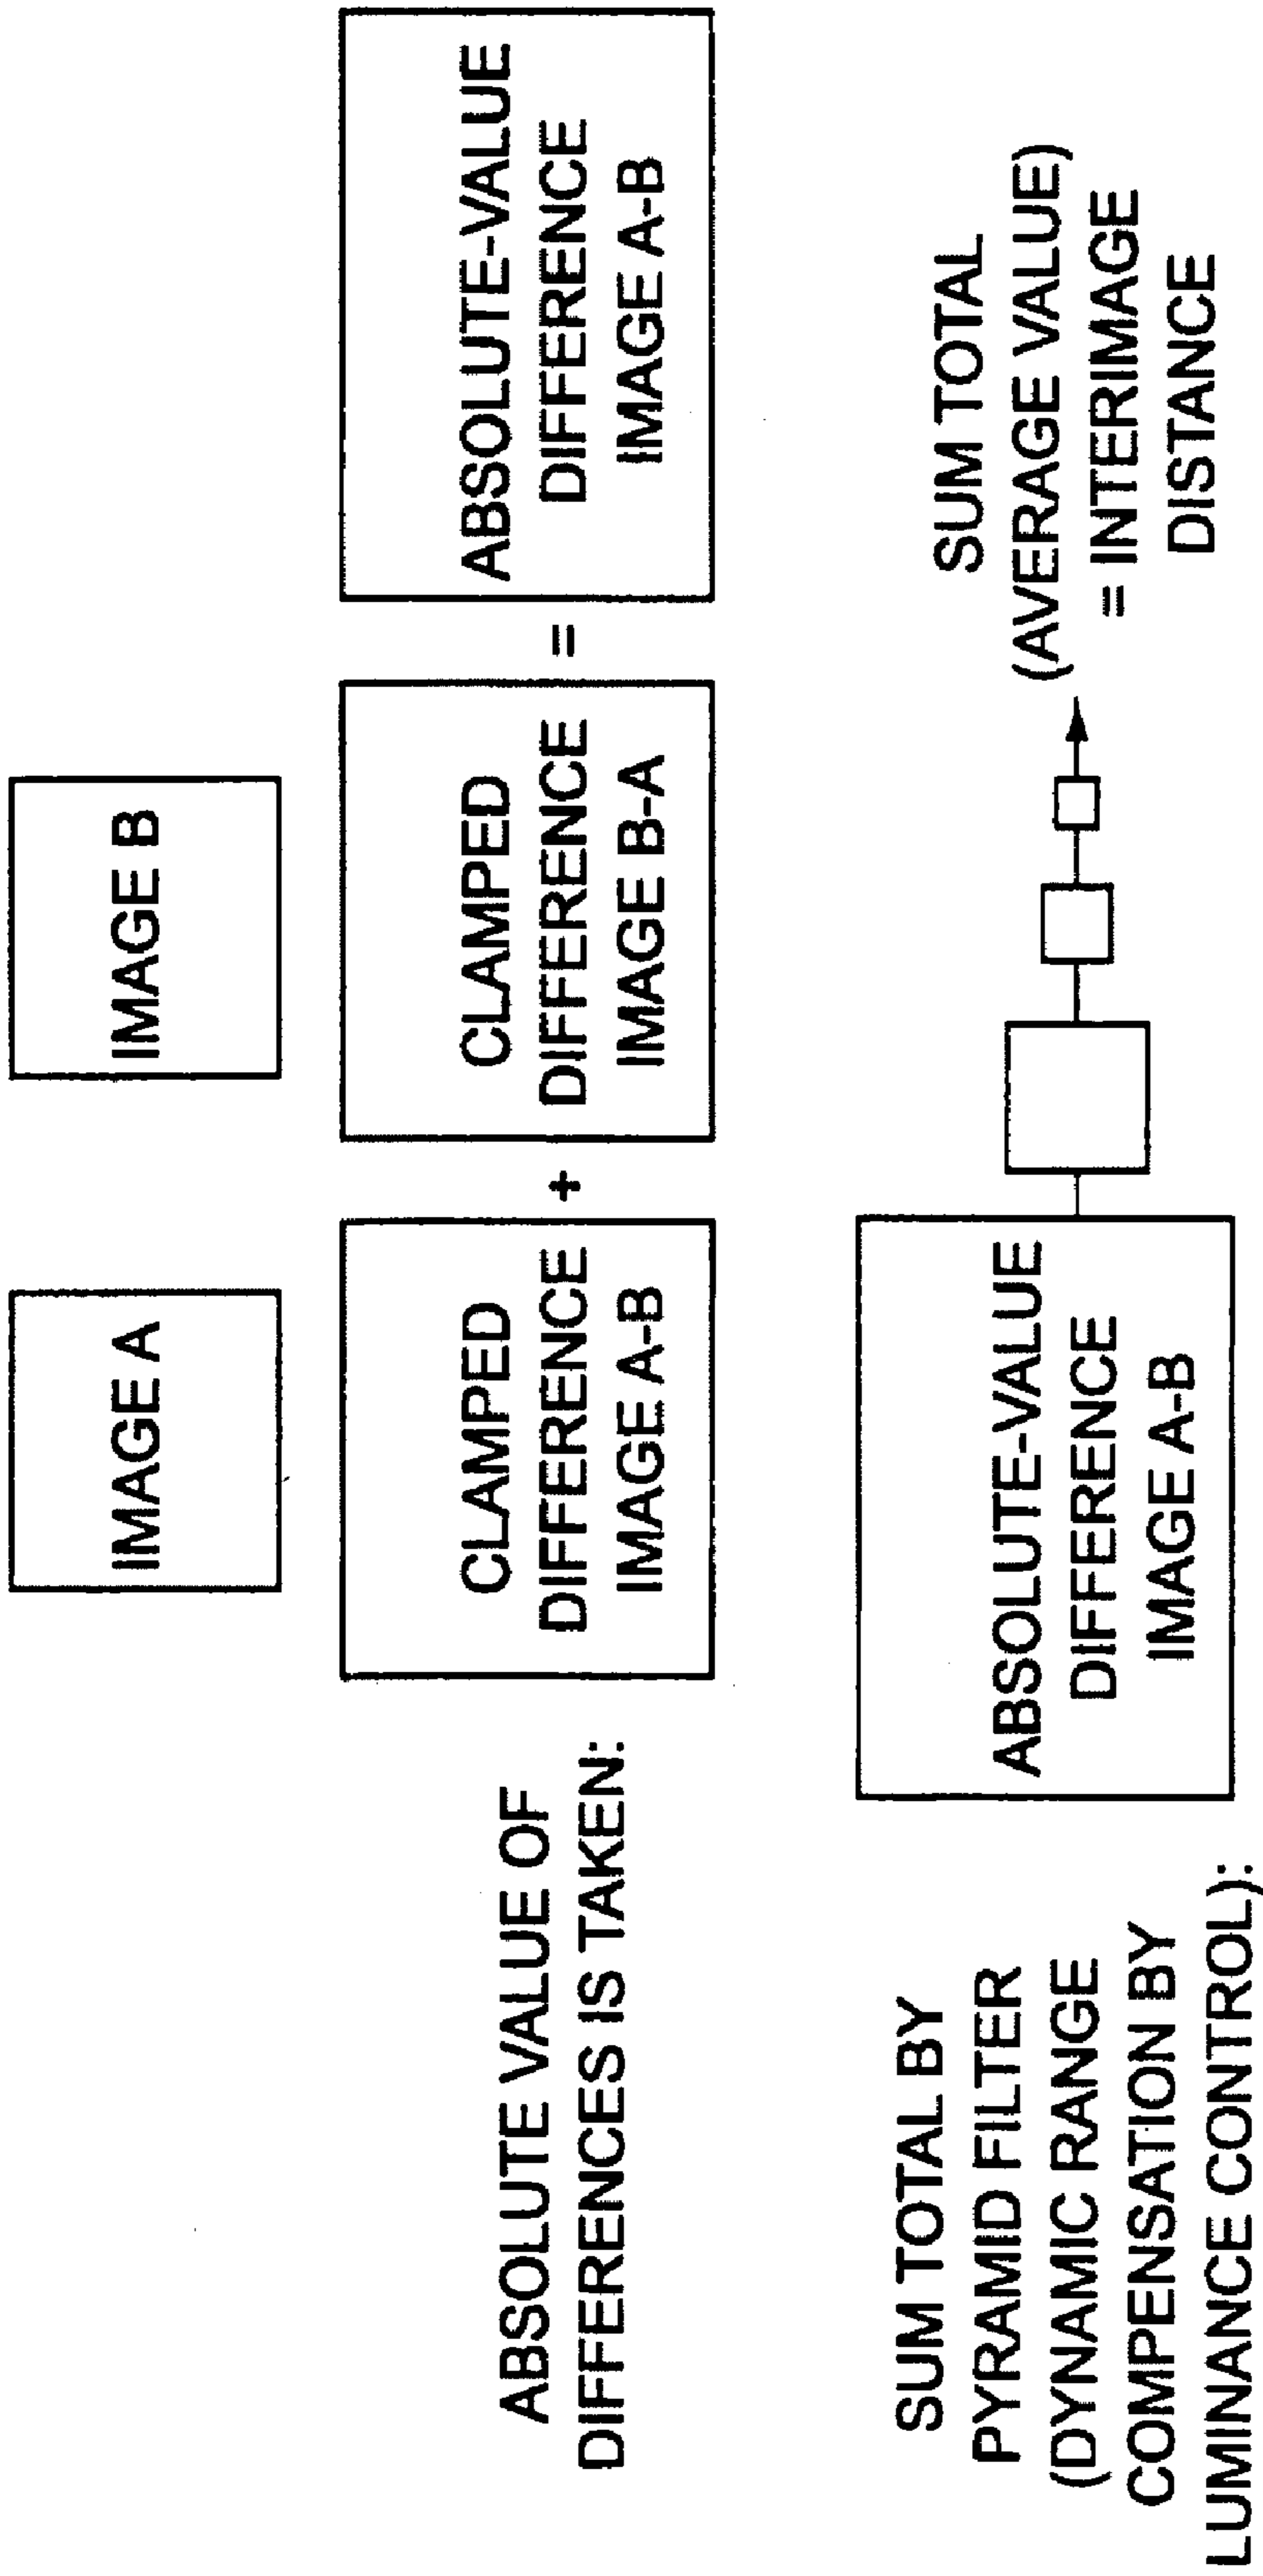 IMAGE A
IMAGE B
ABSOLUTE VALUE OF
DIFFERENCES IS TAKEN:
CLAMPED
DIFFERENCE
IMAGE A-B
+
CLAMPED
DIFFERENCE
IMAGE B-A
=
ABSOLUTE-VALUE
DIFFERENCE
IMAGE A-B
SUM TOTAL BY
PYRAMID FILTER
(DYNAMIC RANGE
COMPENSATION BY
LUMINANCE CONTROL):
ABSOLUTE-VALUE
DIFFERENCE
IMAGE A-B
SUM TOTAL
(AVERAGE VALUE)
= INTERIMAGE
DISTANCE